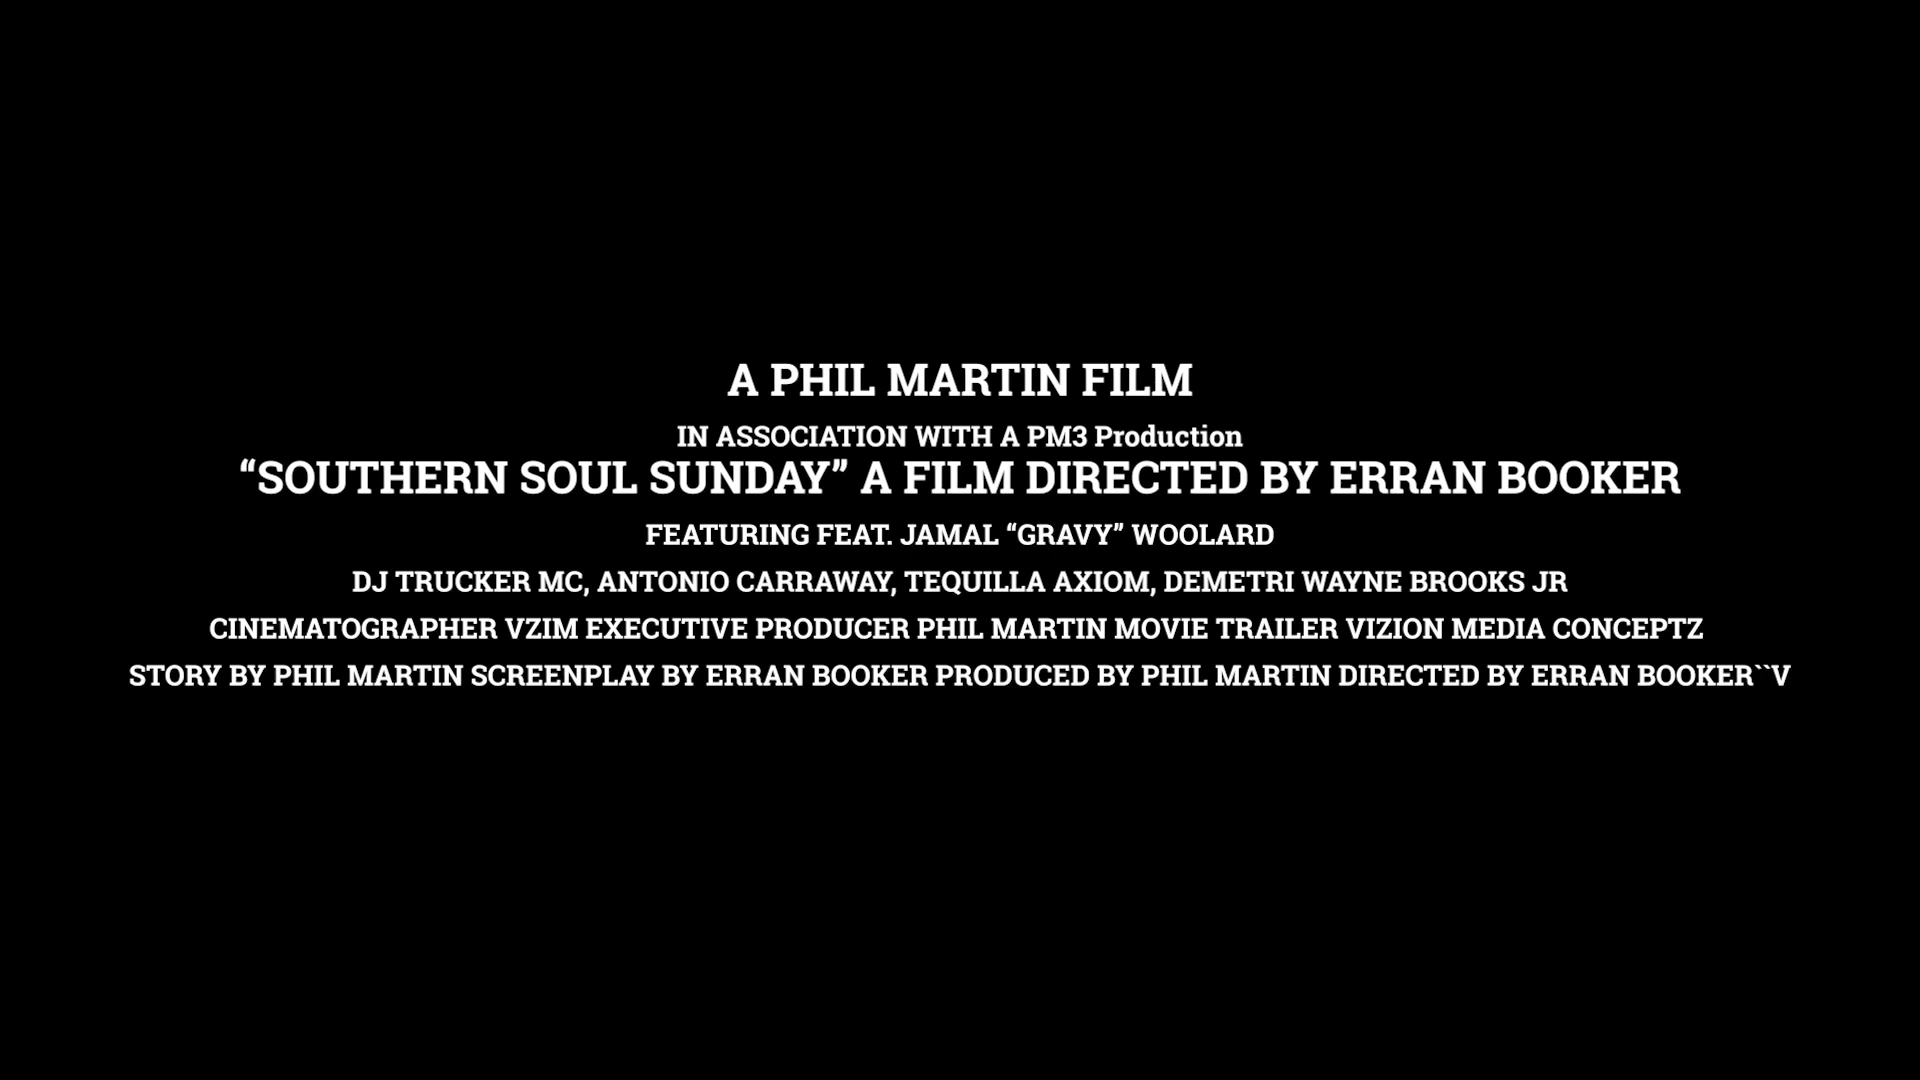 A PHIL MARTIN FILM
IN ASSOCIATION WITH A PM3 Production
“SOUTHERN SOUL SUNDAY” A FILM DIRECTED BY ERRAN BOOKER
FEATURING FEAT. JAMAL “GRAVY” WOOLARD
DJ TRUCKER MC, ANTONIO CARRAWAY, TEQUILLA AXIOM, DEMETRI WAYNE BROOKS JR
CINEMATOGRAPHER VZIM EXECUTIVE PRODUCER PHIL MARTIN MOVIE TRAILER VIZION MEDIA CONCEPTZ
STORY BY PHIL MARTIN SCREENPLAY BY ERRAN BOOKER PRODUCED BY PHIL MARTIN DIRECTED BY ERRAN BOOKER``V